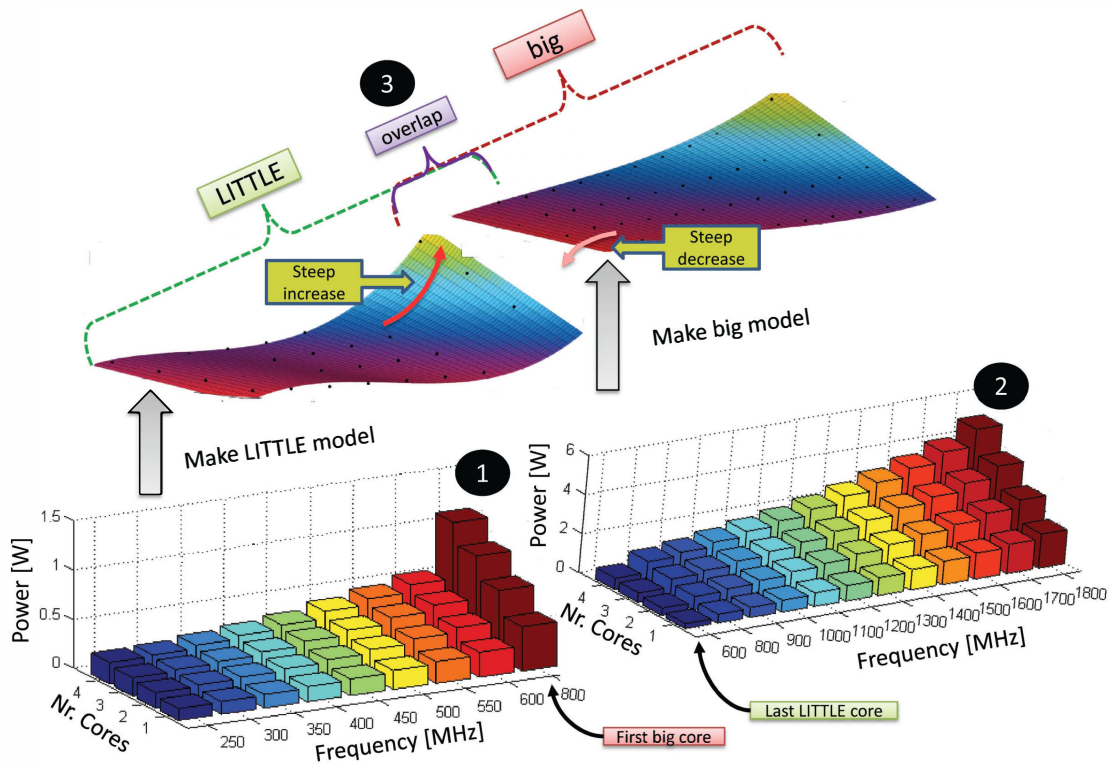 big
3
overlap
LITTLE
Steep
increase
Steep
decrease
Make big model
Make LITTLE model
1
2
1.5
1
0.5
0
Power [W]
4
3
2
1
Nr. Cores
250
300
350
400
450
500
550
600
800
Frequency [MHz]
First big core
6
4
2
0
Power [W]
4
3
2
1
Nr. Cores
600
800
900
1000
1100
1200
1300
1400
1500
1600
1700
1800
Frequency [MHz]
Last LITTLE core